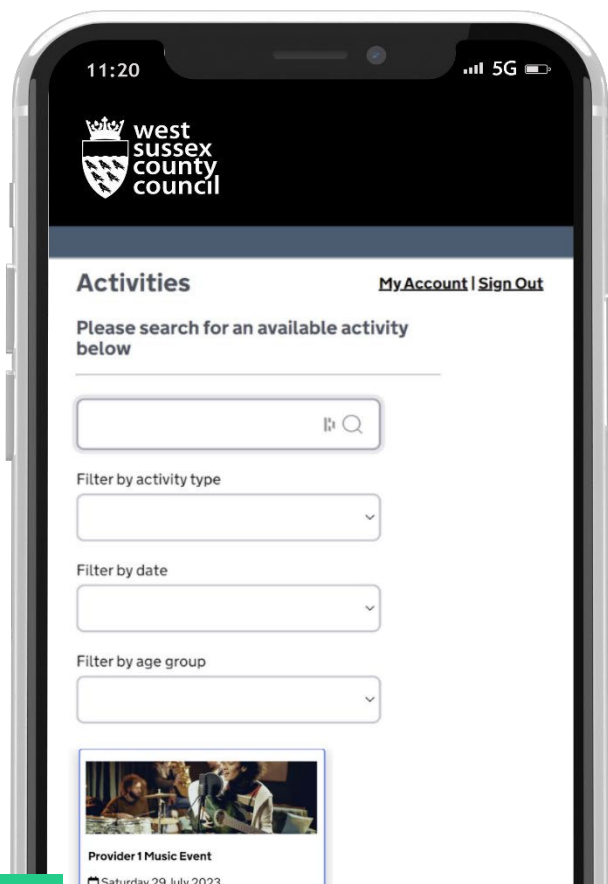 11:20
5G
west
sussex
county
council
Activities
My Account | Sign Out
Please search for an available activity
below
Filter by activity type
Filter by date
Filter by age group
Provider 1 Music Event
Saturday 29 July 2023